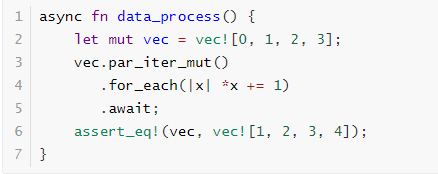 1 async fn data_process() {
2     let mut vec = vec![0, 1, 2, 3];
3     vec.par_iter_mut()
4        .for_each(|x| *x += 1)
5        .await;
6     assert_eq!(vec, vec![1, 2, 3, 4]);
7 }